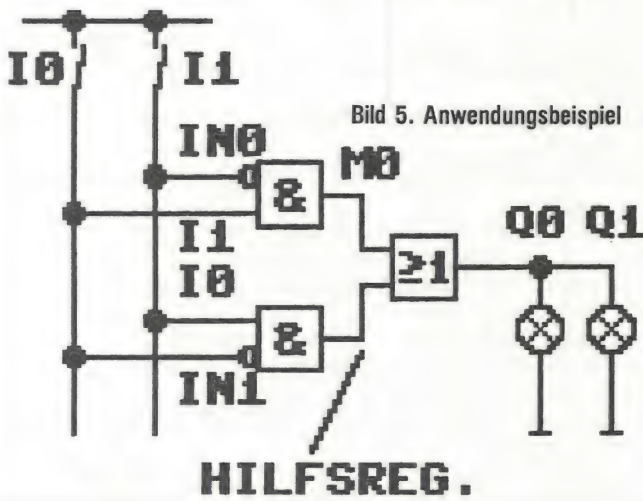 I0 I1
Bild 5. Anwendungsbeispiel
IN0 M0
&
I1
Q0 Q1
I0
≥1
&
IN1
HILFSREG.